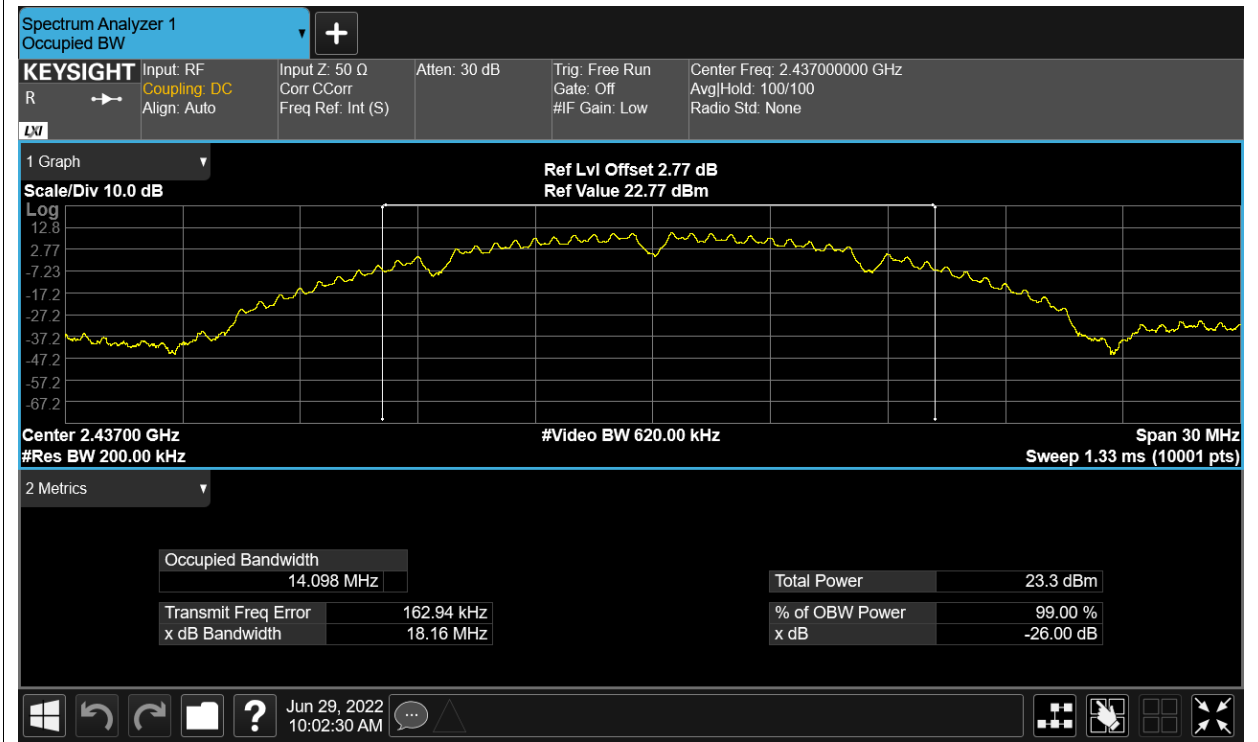 Spectrum Analyzer 1
Occupied BW
KEYSIGHT
R
LXI
Input: RF
Coupling: DC
Align: Auto
Input Z: 50 Ω
Corr CCorr
Freq Ref: Int (S)
Atten: 30 dB
Trig: Free Run
Gate: Off
#IF Gain: Low
Center Freq: 2.437000000 GHz
Avg|Hold: 100/100
Radio Std: None
1 Graph
Scale/Div 10.0 dB
Ref Lvl Offset 2.77 dB
Ref Value 22.77 dBm
Log
12.8
2.77
-7.23
-17.2
-27.2
-37.2
-47.2
-57.2
-67.2
Center 2.43700 GHz
#Res BW 200.00 kHz
#Video BW 620.00 kHz
Span 30 MHz
Sweep 1.33 ms (10001 pts)
2 Metrics
Occupied Bandwidth
14.098 MHz
Transmit Freq Error 162.94 kHz
x dB Bandwidth 18.16 MHz
Total Power 23.3 dBm
% of OBW Power 99.00 %
x dB -26.00 dB
?
Jun 29, 2022
10:02:30 AM